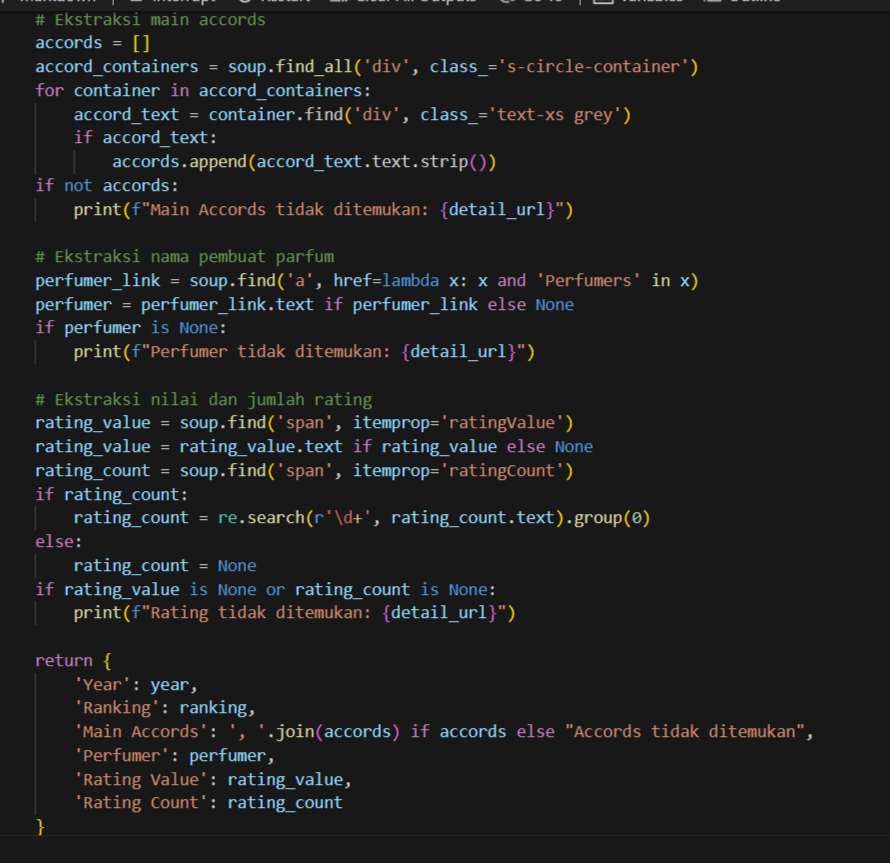 # Ekstraksi main accords
accords = []
accord_containers = soup.find_all('div', class_='s-circle-container')
for container in accord_containers:
    accord_text = container.find('div', class_='text-xs grey')
    if accord_text:
        accords.append(accord_text.text.strip())
if not accords:
    print(f"Main Accords tidak ditemukan: {detail_url}")

# Ekstraksi nama pembuat parfum
perfumer_link = soup.find('a', href=lambda x: x and 'Perfumers' in x)
perfumer = perfumer_link.text if perfumer_link else None
if perfumer is None:
    print(f"Perfumer tidak ditemukan: {detail_url}")

# Ekstraksi nilai dan jumlah rating
rating_value = soup.find('span', itemprop='ratingValue')
rating_value = rating_value.text if rating_value else None
rating_count = soup.find('span', itemprop='ratingCount')
if rating_count:
    rating_count = re.search(r'\d+', rating_count.text).group(0)
else:
    rating_count = None
if rating_value is None or rating_count is None:
    print(f"Rating tidak ditemukan: {detail_url}")

return {
    'Year': year,
    'Ranking': ranking,
    'Main Accords': ', '.join(accords) if accords else "Accords tidak ditemukan",
    'Perfumer': perfumer,
    'Rating Value': rating_value,
    'Rating Count': rating_count
}